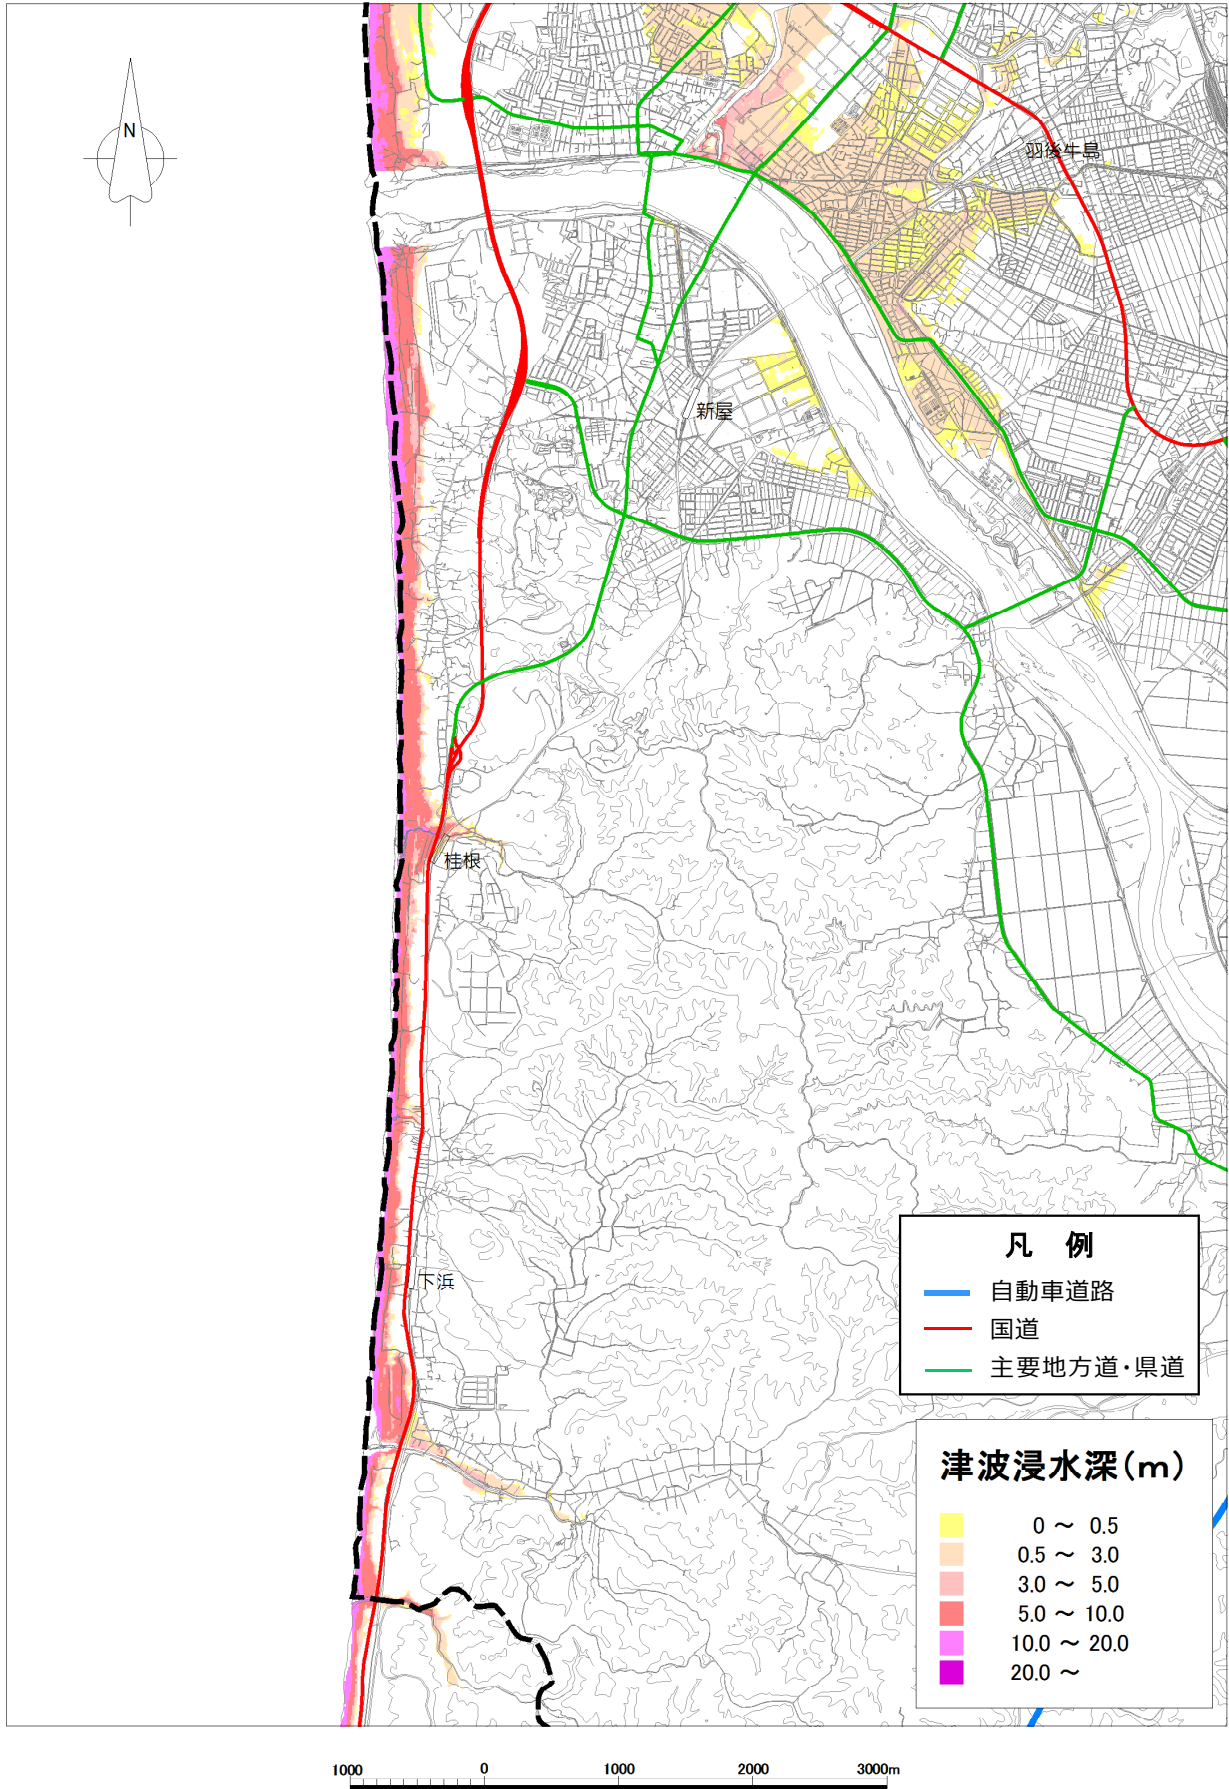 N
羽後牛島
新屋
桂根
下浜
凡 例
自動車道路
国道
主要地方道・県道
津波浸水深(m)
0 ~ 0.5
0.5 ~ 3.0
3.0 ~ 5.0
5.0 ~ 10.0
10.0 ~ 20.0
20.0 ~
1000 0 1000 2000 3000m